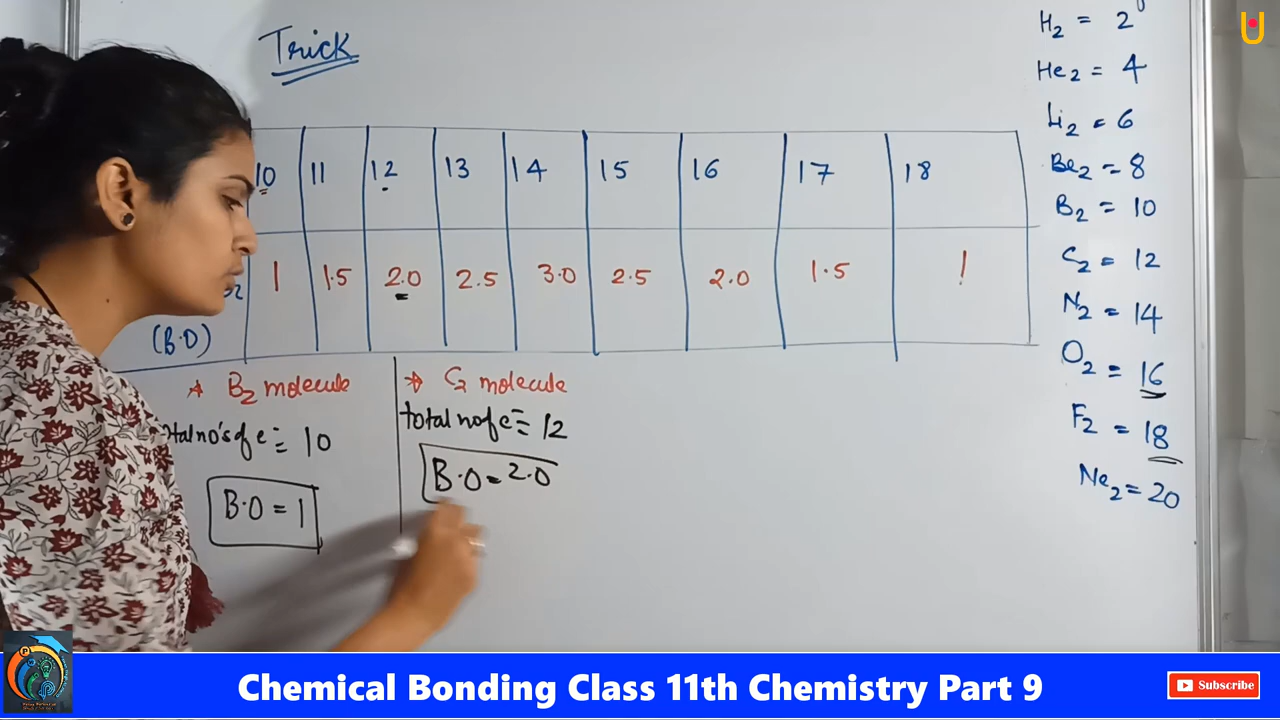 Trick
10 11 12 13 14 15 16 17 18
1 1.5 2.0 2.5 3.0 2.5 2.0 1.5 1
(B.O)
* B2 molecule
no's of e- = 10
B.O = 1
C2 molecule
total no of e- = 12
B.O = 2.0
H2 = 2
He2 = 4
Li2 = 6
Be2 = 8
B2 = 10
C2 = 12
N2 = 14
O2 = 16
F2 = 18
Ne2 = 20
Chemical Bonding Class 11th Chemistry Part 9
Subscribe